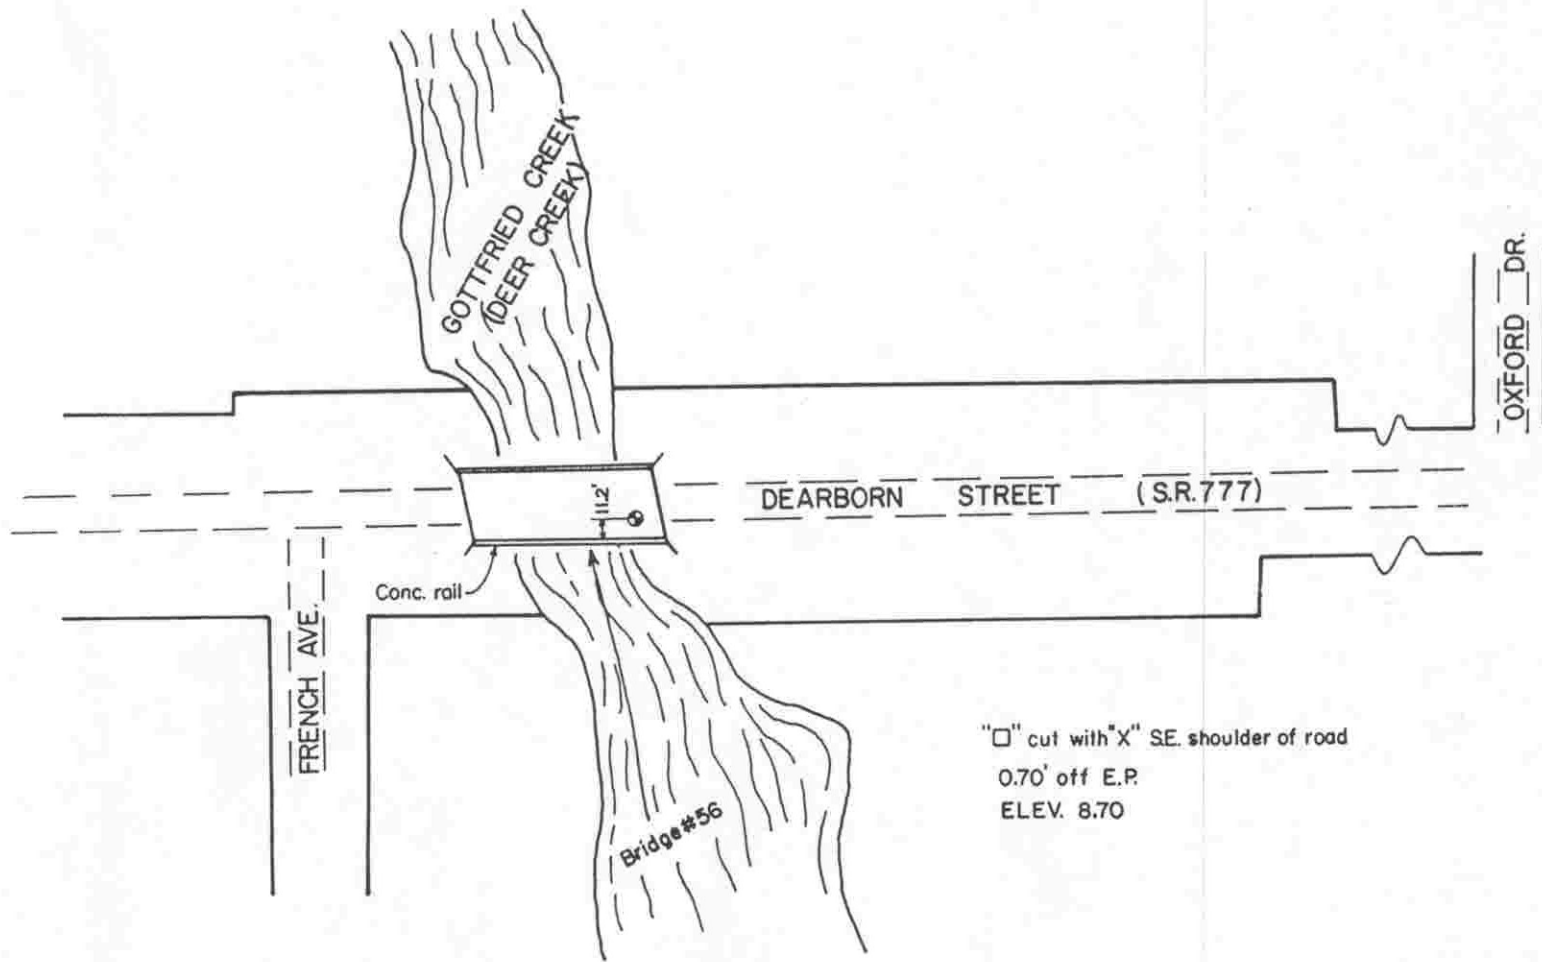 GOTTFRIED CREEK
(DEER CREEK)
OXFORD DR.
11.2'
DEARBORN STREET (S.R. 777)
Conc. rail
FRENCH AVE.
Bridge #56
"□" cut with "X" S.E. shoulder of road
0.70' off E.P.
ELEV. 8.70